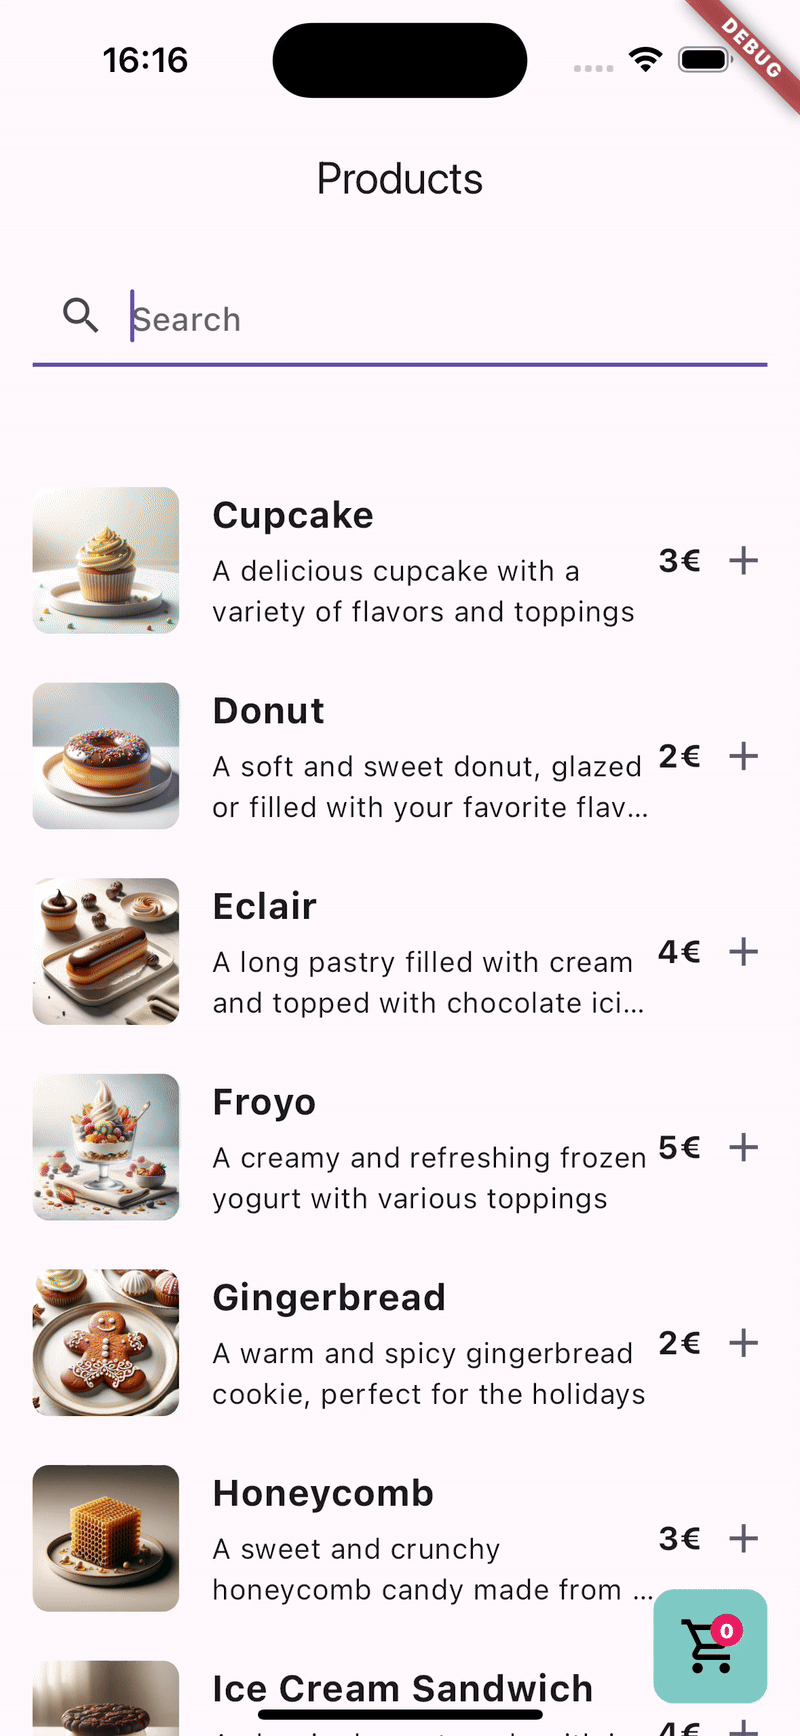 16:16
DEBUG
Products
Search
Cupcake
A delicious cupcake with a
variety of flavors and toppings
3€
Donut
A soft and sweet donut, glazed
or filled with your favorite flav...
2€
Eclair
A long pastry filled with cream
and topped with chocolate ici...
4€
Froyo
A creamy and refreshing frozen
yogurt with various toppings
5€
Gingerbread
A warm and spicy gingerbread
cookie, perfect for the holidays
2€
Honeycomb
A sweet and crunchy
honeycomb candy made from ...
3€
0
Ice Cream Sandwich
4€